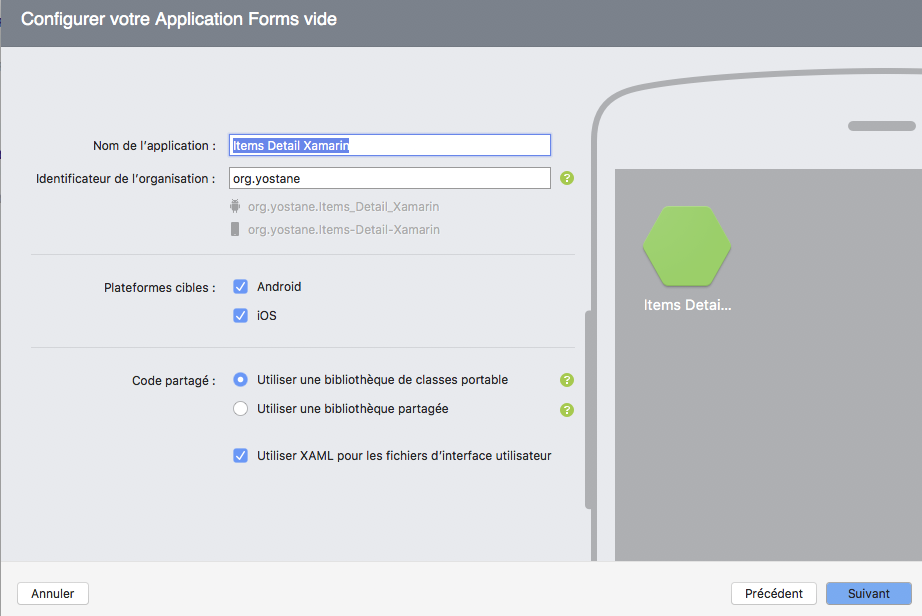 Configurer votre Application Forms vide
Nom de l'application :
Items Detail Xamarin
Identificateur de l'organisation :
org.yostane
?
org.yostane.Items_Detail_Xamarin
org.yostane.Items-Detail-Xamarin
Plateformes cibles :
Android
iOS
Code partagé :
Utiliser une bibliothèque de classes portable
?
Utiliser une bibliothèque partagée
?
Utiliser XAML pour les fichiers d'interface utilisateur
Items Detai...
Annuler
Précédent
Suivant